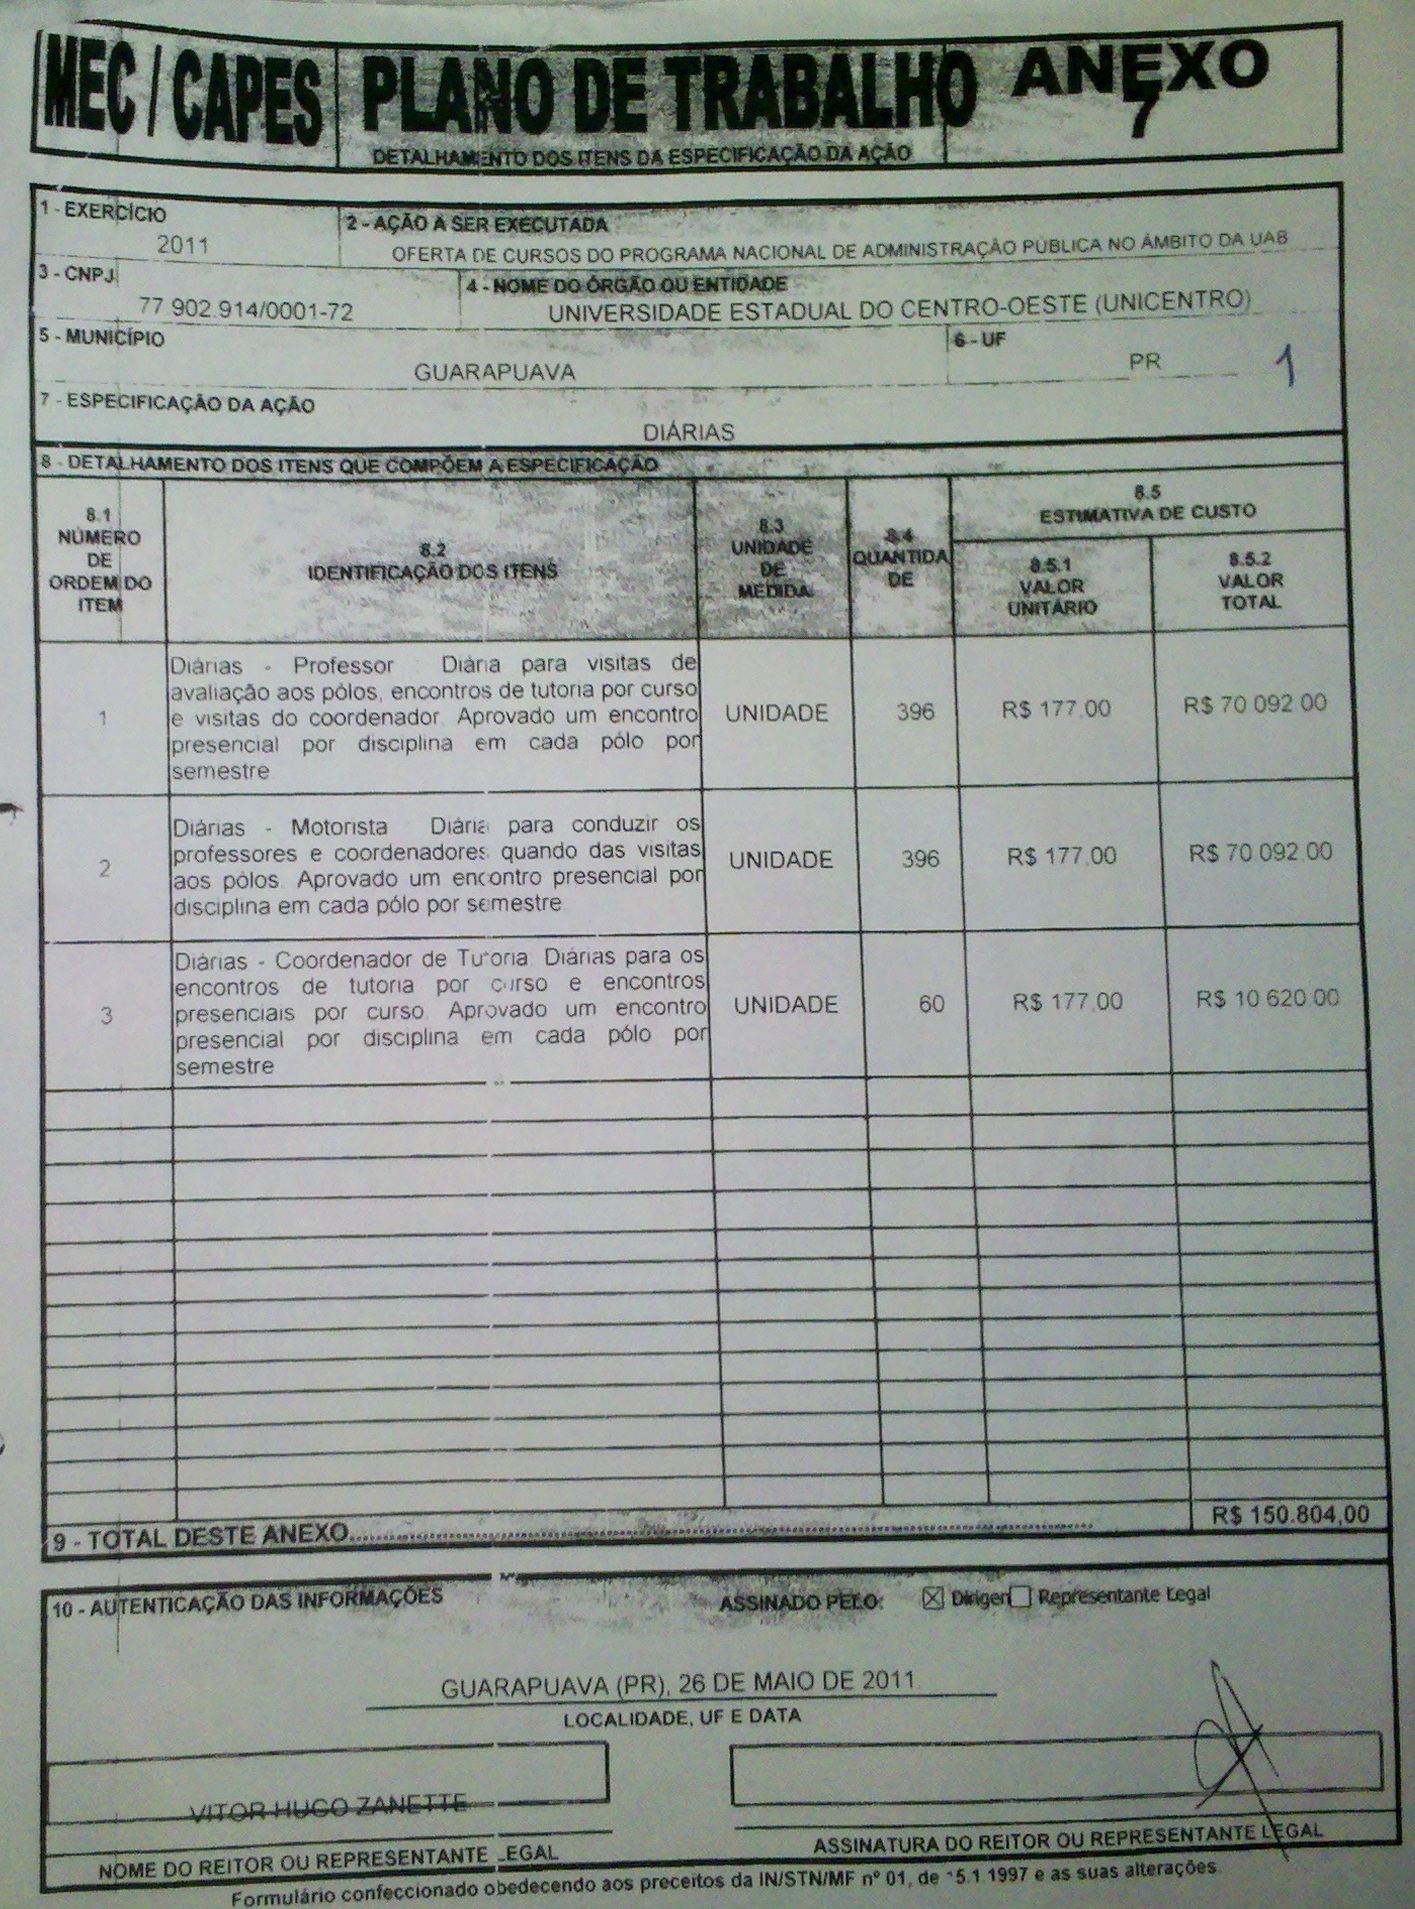 MEC / CAPES
PLANO DE TRABALHO
DETALHAMENTO DOS ITENS DA ESPECIFICAÇÃO DA AÇÃO
ANEXO
7
1 - EXERCÍCIO
2011
2 - AÇÃO A SER EXECUTADA
OFERTA DE CURSOS DO PROGRAMA NACIONAL DE ADMINISTRAÇÃO PÚBLICA NO ÂMBITO DA UAB
3 - CNPJ
77 902 914/0001-72
4 - NOME DO ÓRGÃO OU ENTIDADE
UNIVERSIDADE ESTADUAL DO CENTRO-OESTE (UNICENTRO)
5 - MUNICÍPIO
GUARAPUAVA
6 - UF
PR
1
7 - ESPECIFICAÇÃO DA AÇÃO
DIÁRIAS
8 - DETALHAMENTO DOS ITENS QUE COMPÕEM A ESPECIFICAÇÃO
8.1
NÚMERO
DE
ORDEM DO
ITEM
8.2
IDENTIFICAÇÃO DOS ITENS
8.3
UNIDADE
DE
MEDIDA
8.4
QUANTIDA
DE
8.5
ESTIMATIVA DE CUSTO
8.5.1
VALOR
UNITÁRIO
8.5.2
VALOR
TOTAL
1
Diárias - Professor Diária para visitas de
avaliação aos pólos, encontros de tutoria por curso
e visitas do coordenador Aprovado um encontro
presencial por disciplina em cada pólo por
semestre
UNIDADE
396
R$ 177,00
R$ 70 092 00
2
Diárias - Motorista Diária para conduzir os
professores e coordenadores quando das visitas
aos pólos Aprovado um encontro presencial por
disciplina em cada pólo por semestre
UNIDADE
396
R$ 177,00
R$ 70 092,00
3
Diárias - Coordenador de Tutoria Diárias para os
encontros de tutoria por curso e encontros
presenciais por curso Aprovado um encontro
presencial por disciplina em cada pólo por
semestre
UNIDADE
60
R$ 177,00
R$ 10 620 00
9 - TOTAL DESTE ANEXO
R$ 150.804,00
10 - AUTENTICAÇÃO DAS INFORMAÇÕES
ASSINADO PELO:
Dirigen
Representante Legal
GUARAPUAVA (PR), 26 DE MAIO DE 2011
LOCALIDADE, UF E DATA
VITOR HUGO ZANETTE
NOME DO REITOR OU REPRESENTANTE LEGAL
ASSINATURA DO REITOR OU REPRESENTANTE LEGAL
Formulário confeccionado obedecendo aos preceitos da IN/STN/MF nº 01, de 15.1.1997 e as suas alterações